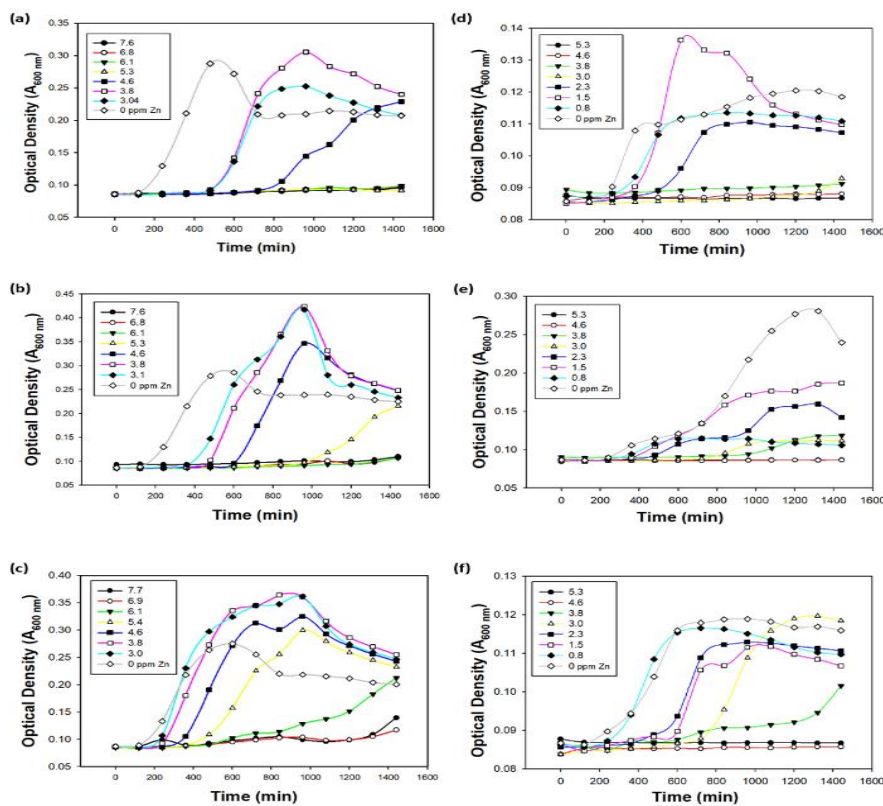 (a)
Optical Density (A600 nm)
0.35
0.30
0.25
0.20
0.15
0.10
0.05
7.6
6.8
6.1
5.3
4.6
3.8
3.04
0 ppm Zn
0 200 400 600 800 1000 1200 1400 1600
Time (min)
(d)
Optical Density (A600 nm)
0.14
0.13
0.12
0.11
0.10
0.09
0.08
5.3
4.6
3.8
3.0
2.3
1.5
0.8
0 ppm Zn
0 200 400 600 800 1000 1200 1400 1600
Time (min)
(b)
Optical Density (A600 nm)
0.45
0.40
0.35
0.30
0.25
0.20
0.15
0.10
0.05
7.6
6.8
6.1
5.3
4.6
3.8
3.1
0 ppm Zn
0 200 400 600 800 1000 1200 1400 1600
Time (min)
(e)
Optical Density (A600 nm)
0.30
0.25
0.20
0.15
0.10
0.05
5.3
4.6
3.8
3.0
2.3
1.5
0.8
0 ppm Zn
0 200 400 600 800 1000 1200 1400 1600
Time (min)
(c)
Optical Density (A600 nm)
0.40
0.35
0.30
0.25
0.20
0.15
0.10
0.05
7.7
6.9
6.1
5.4
4.6
3.8
3.0
0 ppm Zn
0 200 400 600 800 1000 1200 1400 1600
Time (min)
(f)
Optical Density (A600 nm)
0.13
0.12
0.11
0.10
0.09
0.08
5.3
4.6
3.8
3.0
2.3
1.5
0.8
0 ppm Zn
0 200 400 600 800 1000 1200 1400 1600
Time (min)